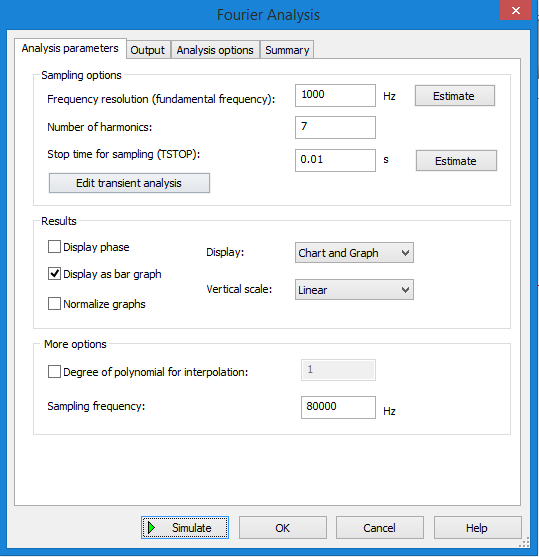 Fourier Analysis
Analysis parameters Output Analysis options Summary
Sampling options
Frequency resolution (fundamental frequency): 1000 Hz Estimate
Number of harmonics: 7
Stop time for sampling (TSTOP): 0.01 s Estimate
Edit transient analysis
Results
Display phase Display: Chart and Graph
Display as bar graph
Vertical scale: Linear
Normalize graphs
More options
Degree of polynomial for interpolation: 1
Sampling frequency: 80000 Hz
Simulate OK Cancel Help